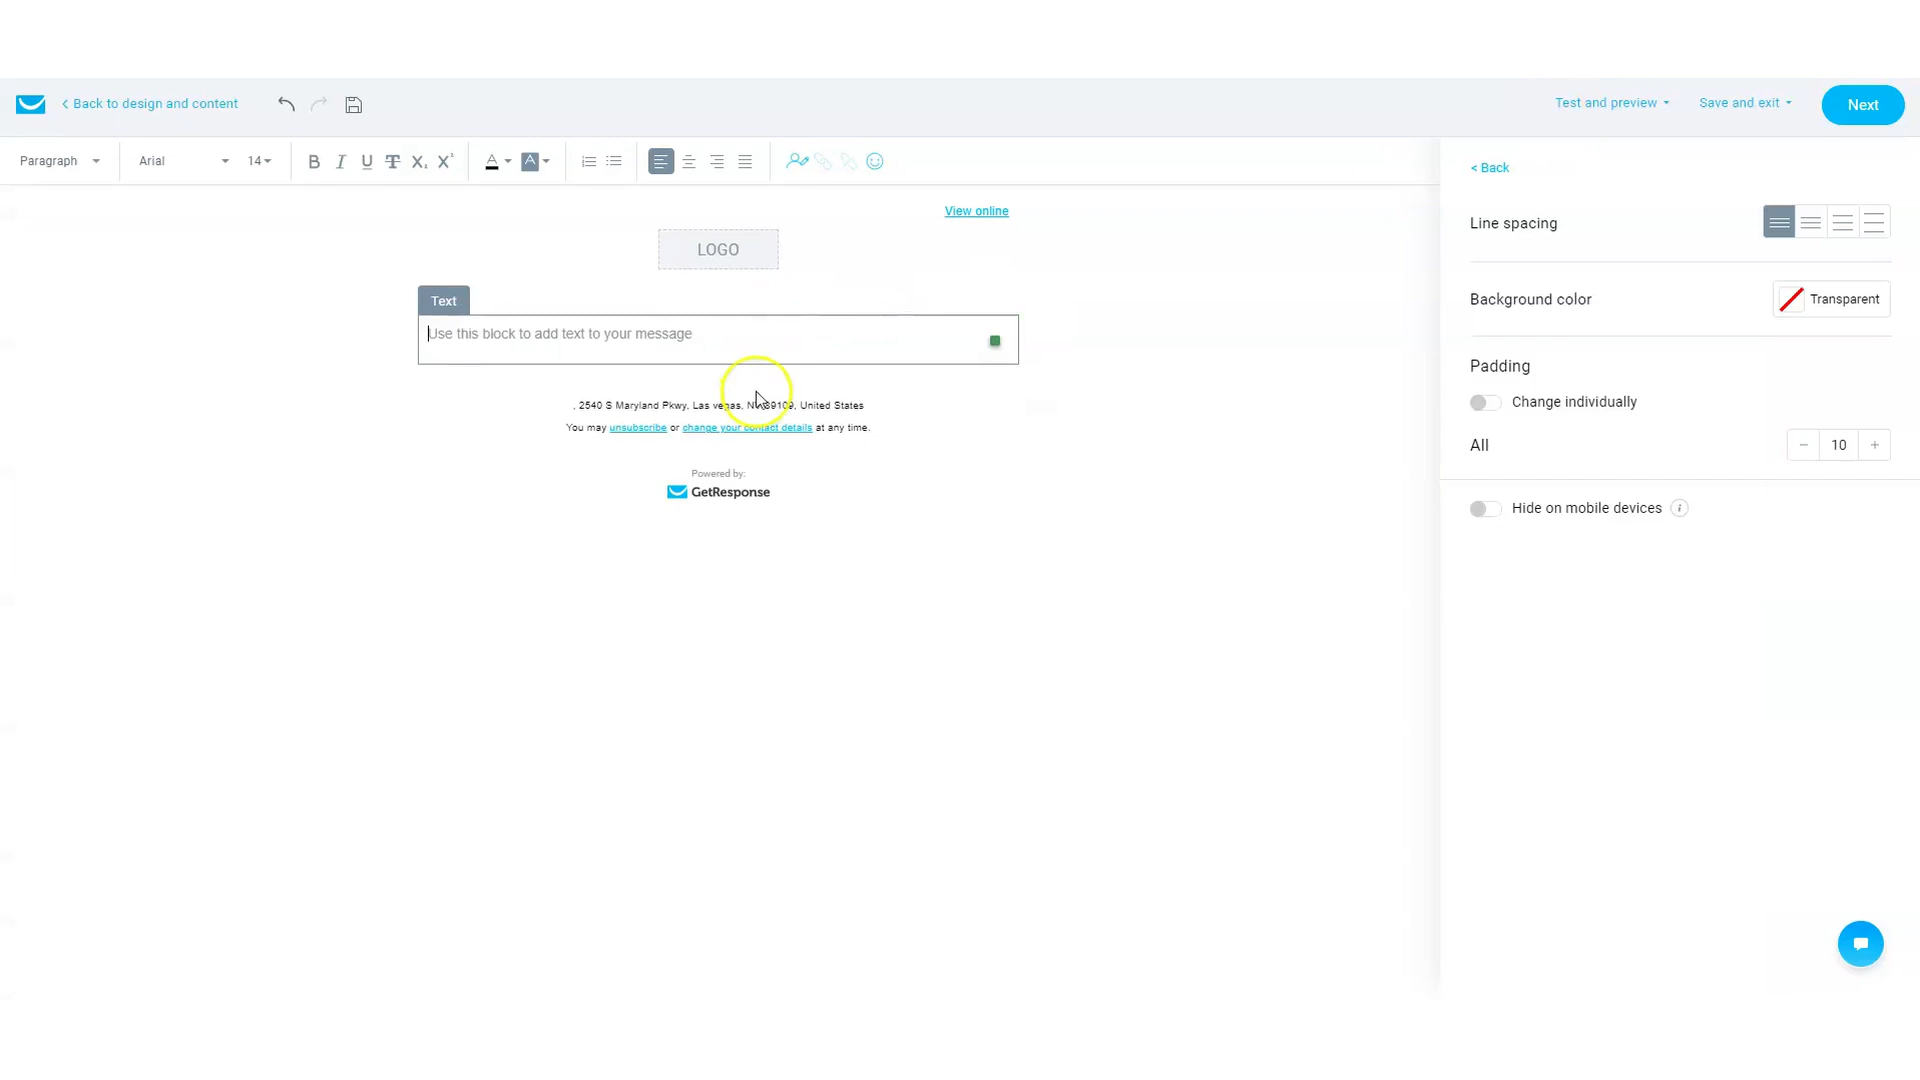 < Back to design and content
Test and preview
Save and exit
Next
Paragraph
Arial
14
B I U T X. X
A
A
< Back
View online
LOGO
Line spacing
Text
Use this block to add text to your message
Background color
Transparent
Padding
Change individually
, 2540 S Maryland Pkwy, Las vegas, 89109, United States
You may unsubscribe or change your contact details at any time.
All
− 10 +
Powered by:
GetResponse
Hide on mobile devices i